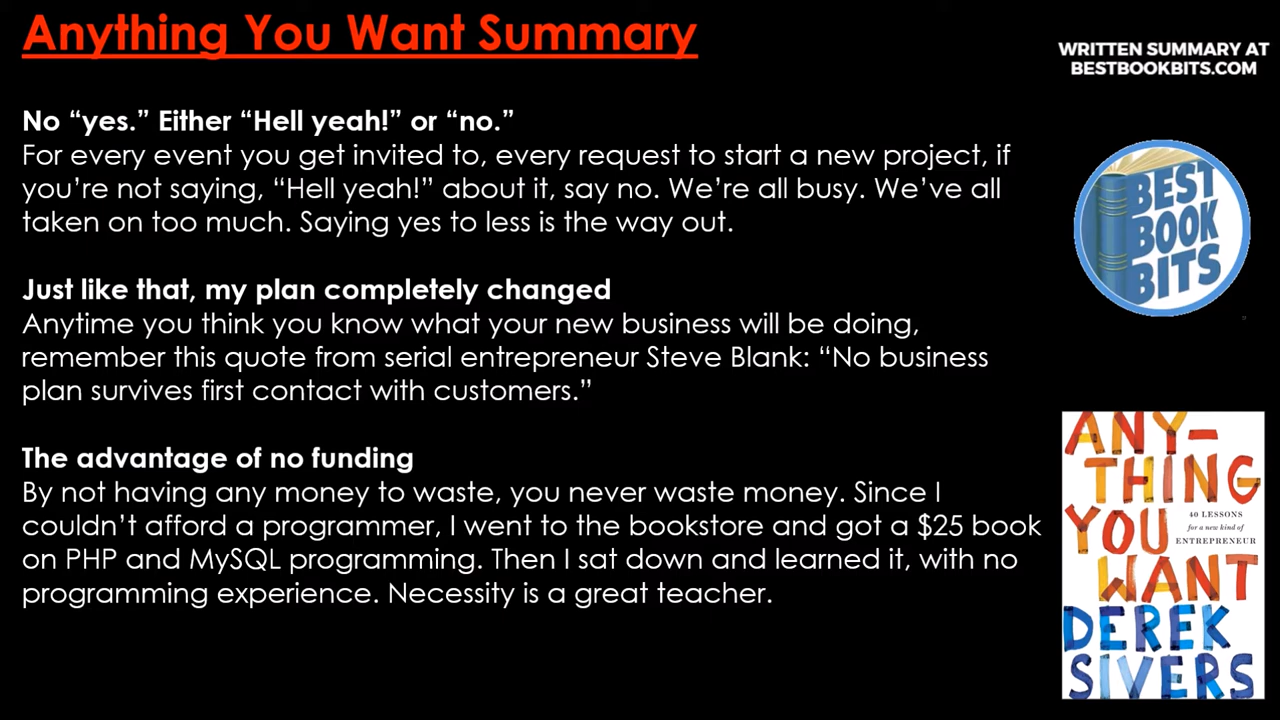 Anything You Want Summary
WRITTEN SUMMARY AT
BESTBOOKBITS.COM
No “yes.” Either “Hell yeah!” or “no.”
For every event you get invited to, every request to start a new project, if
you’re not saying, “Hell yeah!” about it, say no. We’re all busy. We’ve all
taken on too much. Saying yes to less is the way out.
Just like that, my plan completely changed
Anytime you think you know what your new business will be doing,
remember this quote from serial entrepreneur Steve Blank: “No business
plan survives first contact with customers.”
The advantage of no funding
By not having any money to waste, you never waste money. Since I
couldn’t afford a programmer, I went to the bookstore and got a $25 book
on PHP and MySQL programming. Then I sat down and learned it, with no
programming experience. Necessity is a great teacher.
BEST
BOOK
BITS
ANY-
THING
YOU
40 LESSONS
for a new kind of
ENTREPRENEUR
WANT
DEREK
SIVERS